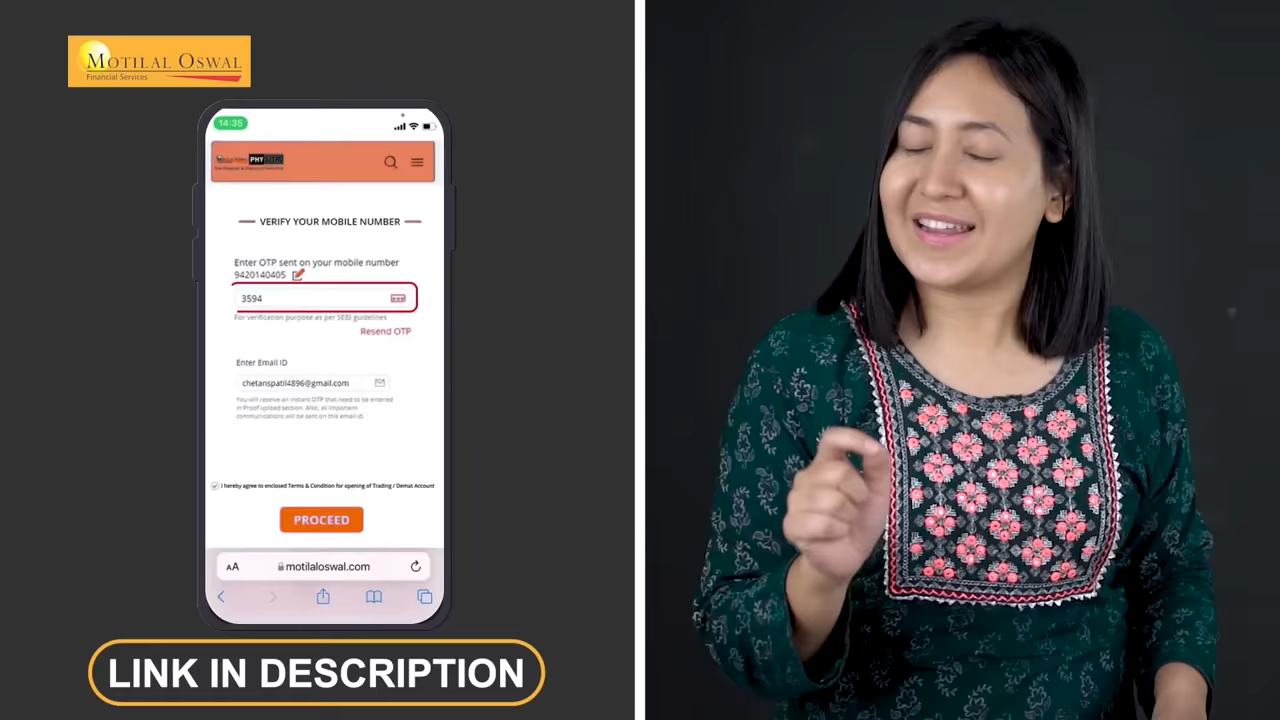 MOTILAL OSWAL
Financial Services
14:35
PHY
VERIFY YOUR MOBILE NUMBER
Enter OTP sent on your mobile number
9420140405
3594
For verification purpose as per SEBI guidelines
Resend OTP
Enter Email ID
chetanspatil4896@gmail.com
You will receive an instant OTP that need to be entered
in Proof upload section. Also, all important
communications will be sent on this email id.
I hereby agree to enclosed Terms & Condition for opening of Trading / Demat Account
PROCEED
AA
motilaloswal.com
LINK IN DESCRIPTION